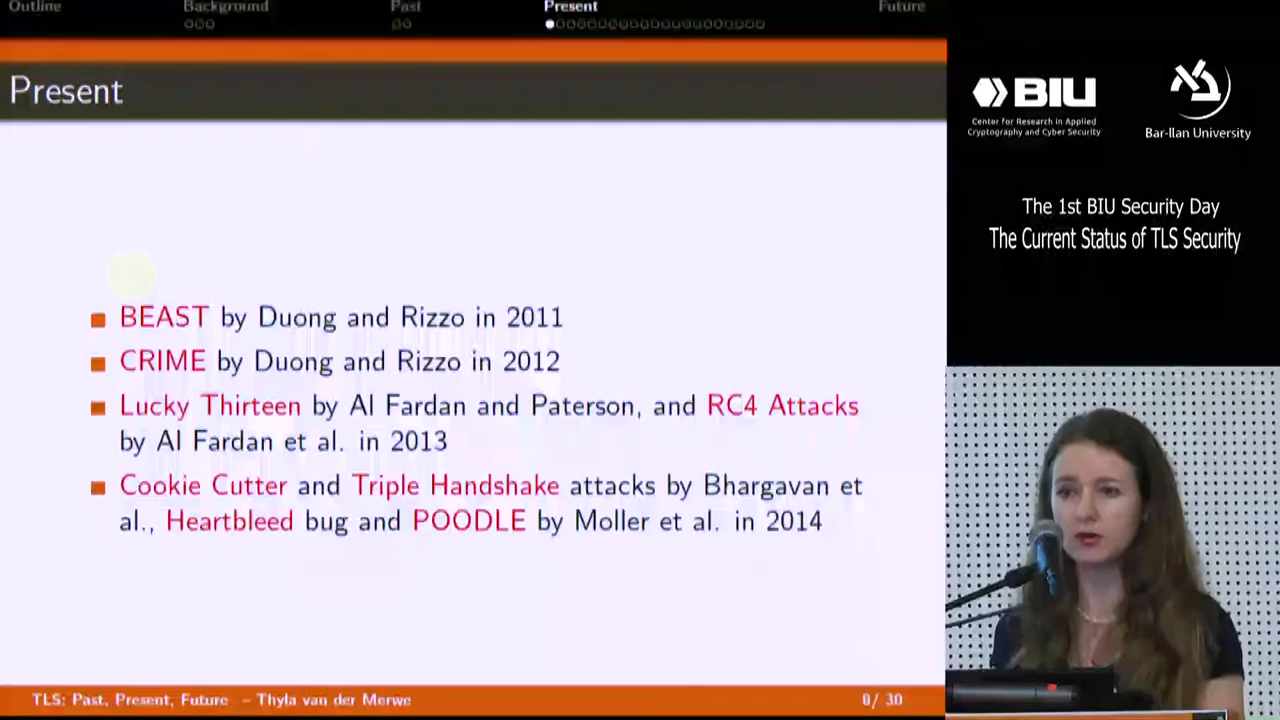 Outline Background Past Present Future
Present
BEAST by Duong and Rizzo in 2011
CRIME by Duong and Rizzo in 2012
Lucky Thirteen by Al Fardan and Paterson, and RC4 Attacks
by Al Fardan et al. in 2013
Cookie Cutter and Triple Handshake attacks by Bhargavan et
al., Heartbleed bug and POODLE by Moller et al. in 2014
TLS: Past, Present, Future – Thyla van der Merwe
8/ 30
BIU
Center for Research in Applied
Cryptography and Cyber Security
Bar-Ilan University
The 1st BIU Security Day
The Current Status of TLS Security